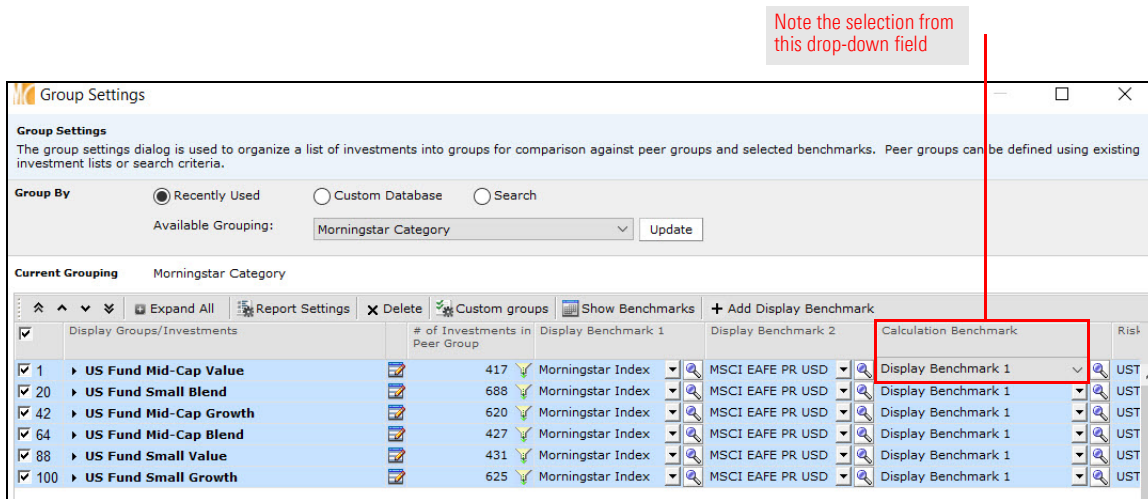 Note the selection from
this drop-down field
Group Settings
Group Settings
The group settings dialog is used to organize a list of investments into groups for comparison against peer groups and selected benchmarks. Peer groups can be defined using existing
investment lists or search criteria.
Group By Recently Used Custom Database Search
Available Grouping: Morningstar Category Update
Current Grouping Morningstar Category
Expand All Report Settings Delete Custom groups Show Benchmarks Add Display Benchmark
Display Groups/Investments # of Investments in Display Benchmark 1 Display Benchmark 2 Calculation Benchmark Risk
Peer Group
1 US Fund Mid-Cap Value 417 Morningstar Index MSCI EAFE PR USD Display Benchmark 1 UST
20 US Fund Small Blend 688 Morningstar Index MSCI EAFE PR USD Display Benchmark 1 UST
42 US Fund Mid-Cap Growth 620 Morningstar Index MSCI EAFE PR USD Display Benchmark 1 UST
64 US Fund Mid-Cap Blend 427 Morningstar Index MSCI EAFE PR USD Display Benchmark 1 UST
88 US Fund Small Value 431 Morningstar Index MSCI EAFE PR USD Display Benchmark 1 UST
100 US Fund Small Growth 625 Morningstar Index MSCI EAFE PR USD Display Benchmark 1 UST